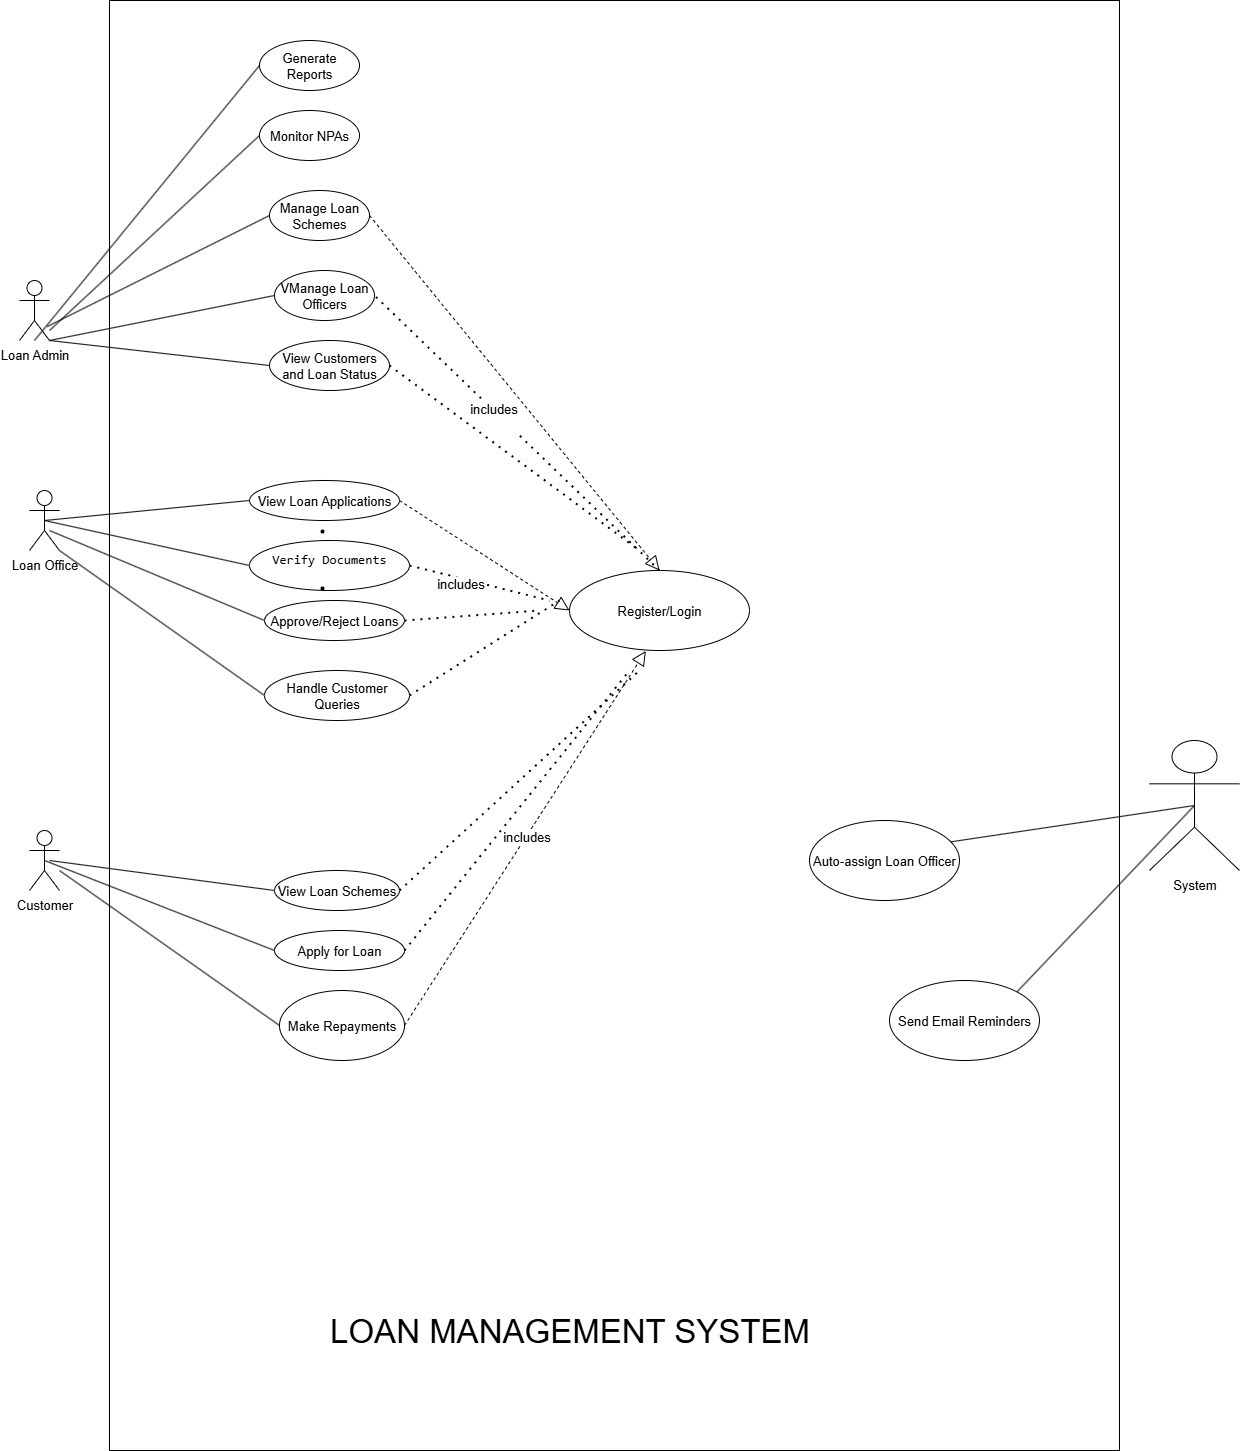 Generate
Reports
Monitor NPAs
Manage Loan
Schemes
VManage Loan
Officers
Loan Admin
View Customers
and Loan Status
includes
View Loan Applications
Verify Documents
Loan Office
includes
Approve/Reject Loans
Register/Login
Handle Customer
Queries
includes
Auto-assign Loan Officer
System
View Loan Schemes
Customer
Apply for Loan
Make Repayments
Send Email Reminders
LOAN MANAGEMENT SYSTEM